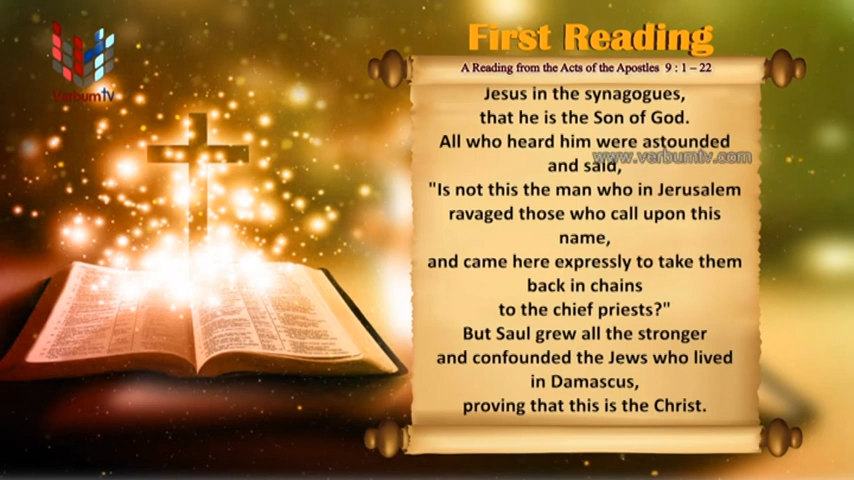 First Reading
A Reading from the Acts of the Apostles 9 : 1 – 22
VerbumTV
Jesus in the synagogues,
that he is the Son of God.
All who heard him were astounded
www.verbumtv.com
and said,
"Is not this the man who in Jerusalem
ravaged those who call upon this
name,
and came here expressly to take them
back in chains
to the chief priests?"
But Saul grew all the stronger
and confounded the Jews who lived
in Damascus,
proving that this is the Christ.